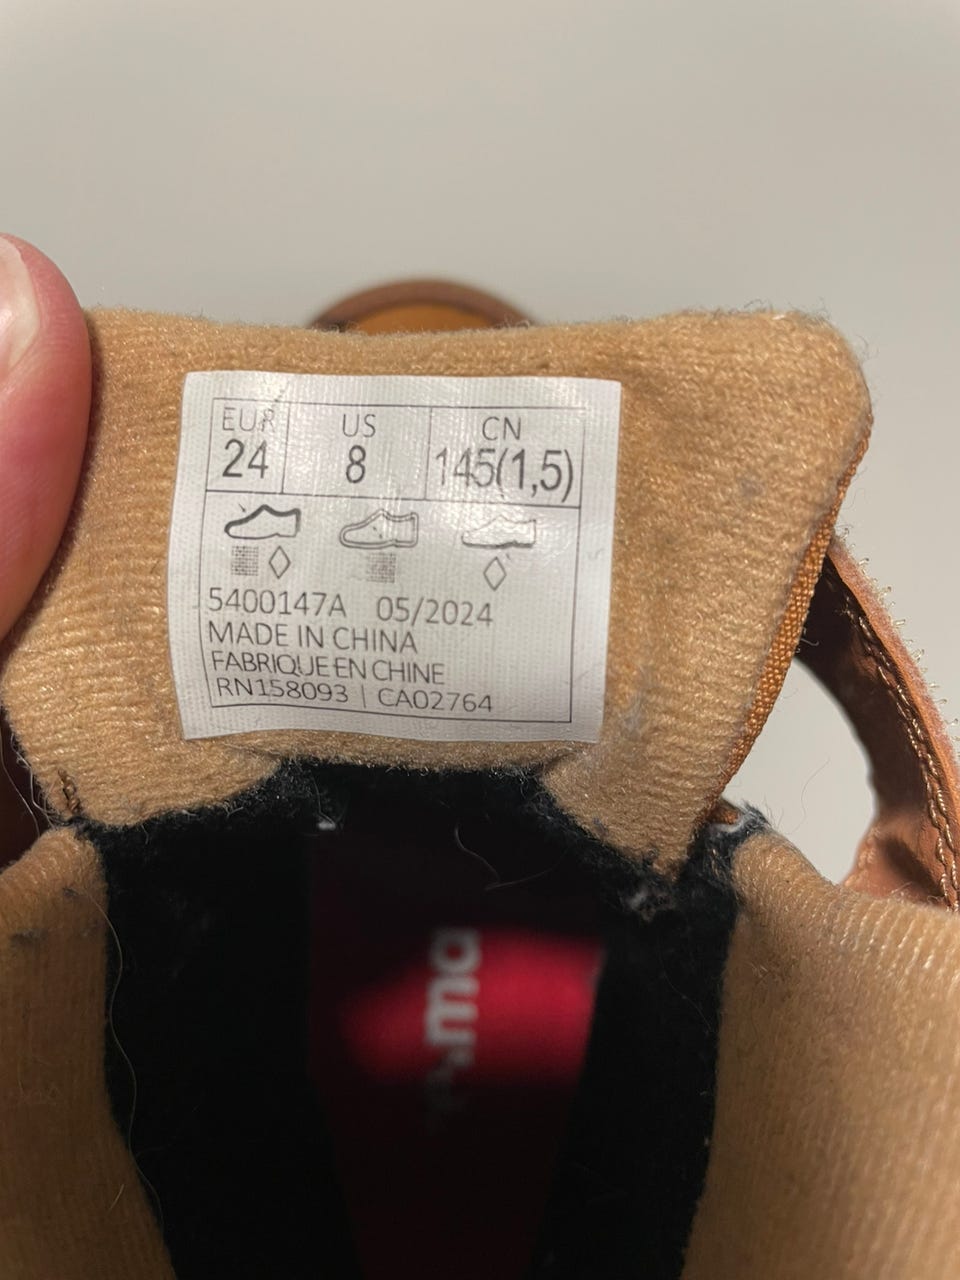 EUR US CN
24 8 145(1,5)
5400147A 05/2024
MADE IN CHINA
FABRIQUE EN CHINE
RN158093 | CA02764